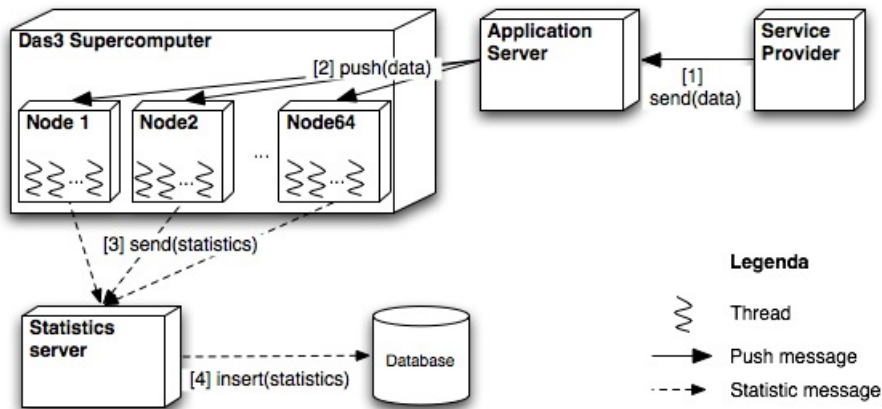 Das3 Supercomputer
[2] push(data)
Application
Server
Service
Provider
[1]
send(data)
Node 1
Node2
Node64
...
...
...
...
[3] send(statistics)
Statistics
server
[4] insert(statistics)
Database
Legenda
Thread
Push message
Statistic message